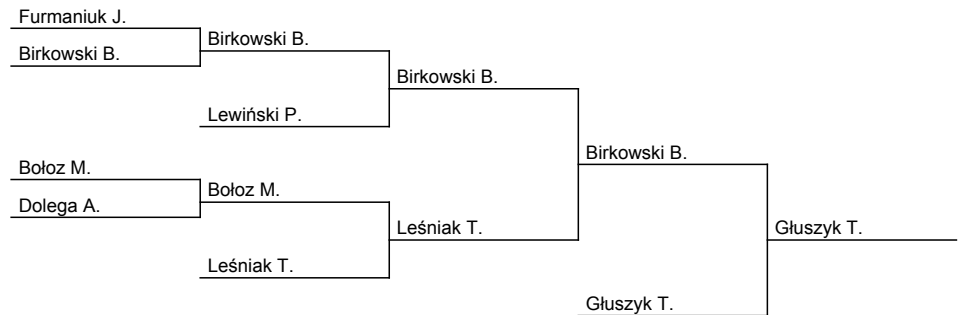 Furmaniuk J.
Birkowski B.
Birkowski B.
Birkowski B.
Lewiński P.
Birkowski B.
Bołoz M.
Bołoz M.
Dolega A.
Leśniak T.
Głuszyk T.
Leśniak T.
Głuszyk T.